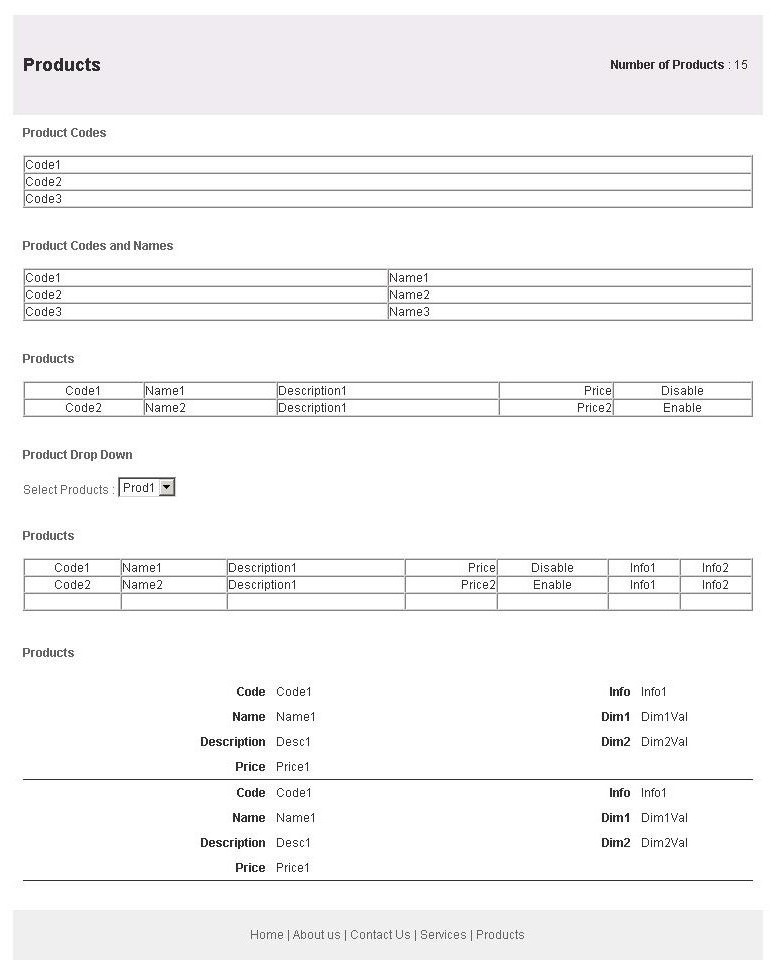 Products
Number of Products : 15
Product Codes
Code1
Code2
Code3
Product Codes and Names
Code1 Name1
Code2 Name2
Code3 Name3
Products
Code1 Name1 Description1 Price Disable
Code2 Name2 Description1 Price2 Enable
Product Drop Down
Select Products : Prod1
Products
Code1 Name1 Description1 Price Disable Info1 Info2
Code2 Name2 Description1 Price2 Enable Info1 Info2
Products
Code Code1 Info Info1
Name Name1 Dim1 Dim1Val
Description Desc1 Dim2 Dim2Val
Price Price1
Code Code1 Info Info1
Name Name1 Dim1 Dim1Val
Description Desc1 Dim2 Dim2Val
Price Price1
Home | About us | Contact Us | Services | Products